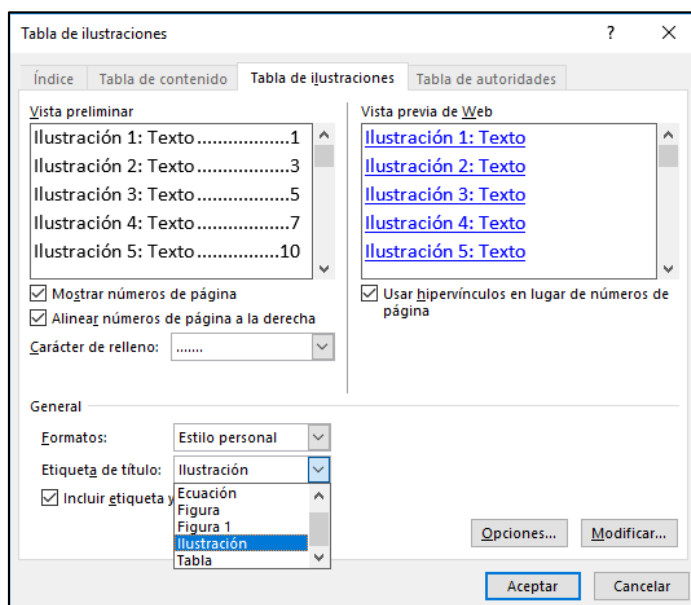 Tabla de ilustraciones
?
Índice Tabla de contenido Tabla de ilustraciones Tabla de autoridades
Vista preliminar
Ilustración 1: Texto..................1
Ilustración 2: Texto..................3
Ilustración 3: Texto..................5
Ilustración 4: Texto..................7
Ilustración 5: Texto................10
Mostrar números de página
Alinear números de página a la derecha
Carácter de relleno: .......
Vista previa de Web
Ilustración 1: Texto
Ilustración 2: Texto
Ilustración 3: Texto
Ilustración 4: Texto
Ilustración 5: Texto
Usar hipervínculos en lugar de números de
página
General
Formatos: Estilo personal
Etiqueta de título: Ilustración
Incluir etiqueta y
Ecuación
Figura
Figura 1
Ilustración
Tabla
Opciones... Modificar...
Aceptar Cancelar